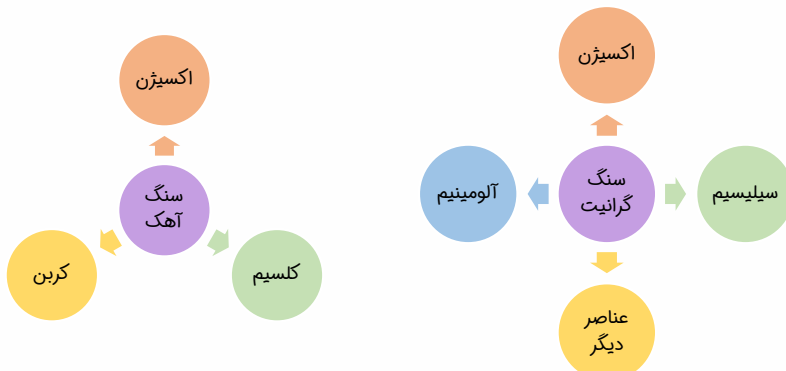 اکسیژن
سنگ
گرانیت
سیلیسیم
آلومینیم
عناصر
دیگر
اکسیژن
سنگ
آهک
کلسیم
کربن